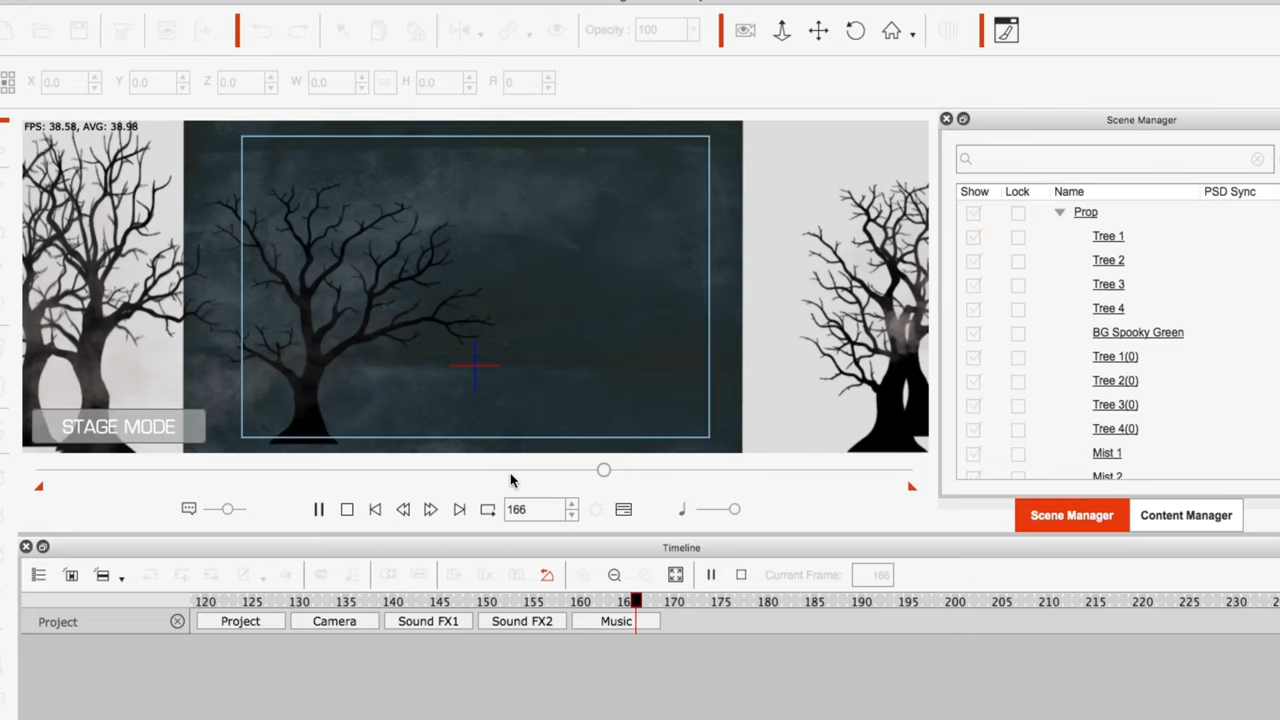 Opacity : 100
X 0.0 Y 0.0 Z 0.0 W 0.0 H 0.0 R 0
FPS: 38.58, AVG: 38.98
STAGE MODE
Scene Manager
Show Lock Name PSD Sync
Prop
Tree 1
Tree 2
Tree 3
Tree 4
BG Spooky Green
Tree 1(0)
Tree 2(0)
Tree 3(0)
Tree 4(0)
Mist 1
Mist 2
166
Scene Manager Content Manager
Timeline
Current Frame: 166
120 125 130 135 140 145 150 155 160 170 175 180 185 190 195 200 205 210 215 220 225 230
Project Project Camera Sound FX1 Sound FX2 Music